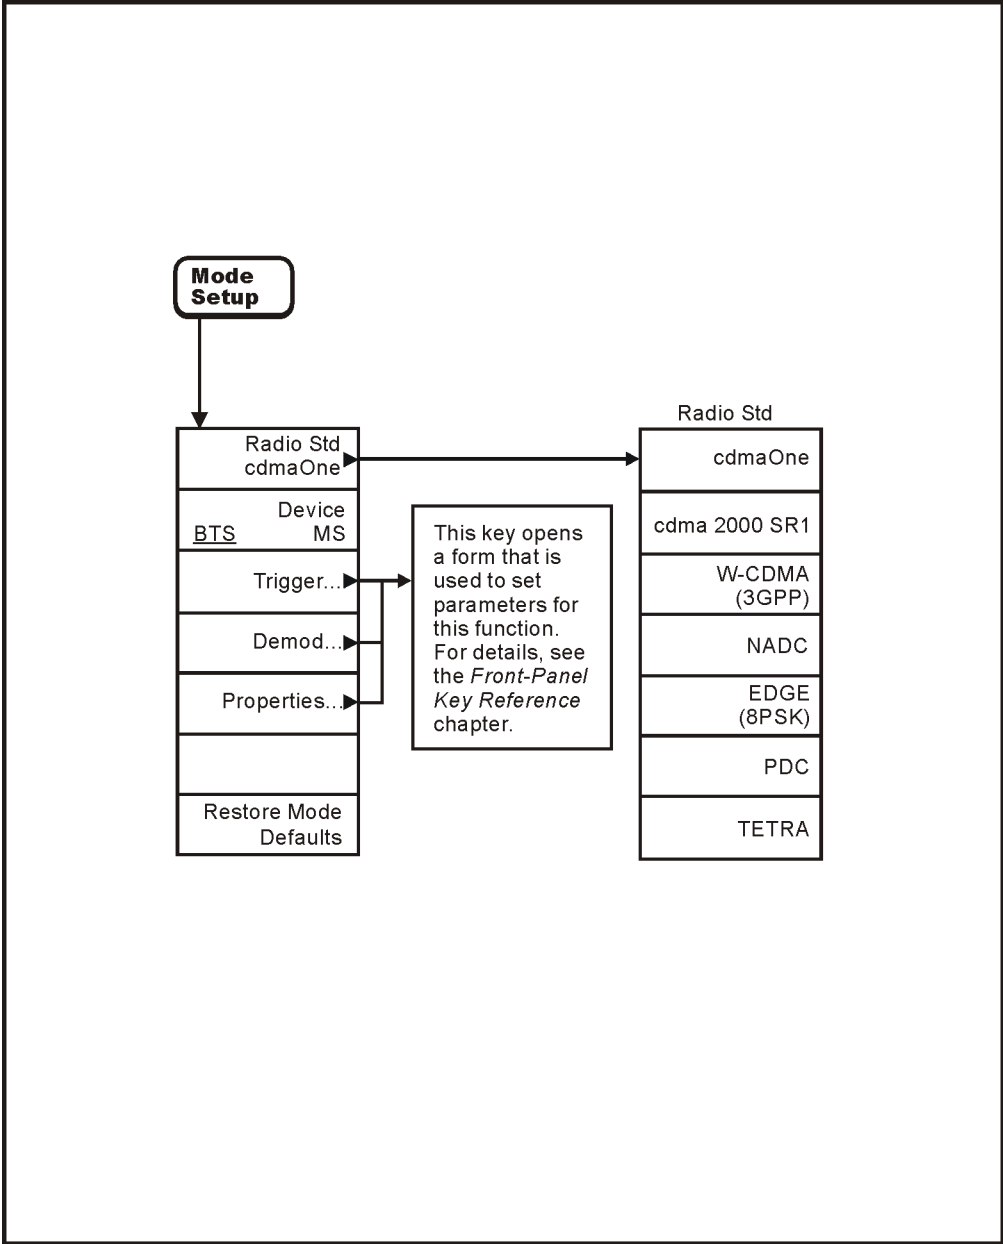 Mode
Setup
Radio Std
cdmaOne
Device
BTS MS
Trigger...
Demod...
Properties...
Restore Mode
Defaults
This key opens
a form that is
used to set
parameters for
this function.
For details, see
the Front-Panel
Key Reference
chapter.
Radio Std
cdmaOne
cdma 2000 SR1
W-CDMA
(3GPP)
NADC
EDGE
(8PSK)
PDC
TETRA